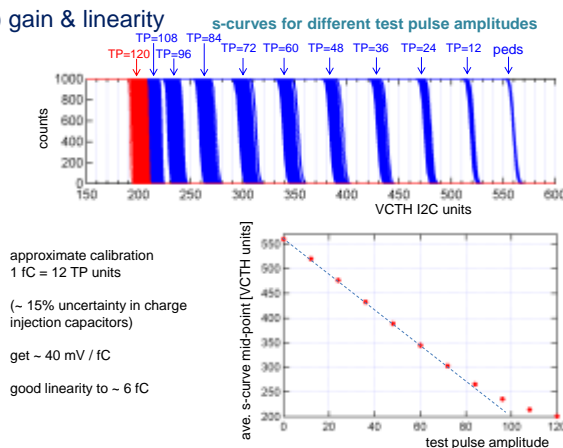 gain & linearity
s-curves for different test pulse amplitudes
TP=108 TP=84
TP=120 TP=96 TP=72 TP=60 TP=48 TP=36 TP=24 TP=12 peds
counts
1000
800
600
400
200
0
150 200 250 300 350 400 450 500 550 600
VCTH I2C units
approximate calibration
1 fC = 12 TP units
(~ 15% uncertainty in charge
injection capacitors)
get ~ 40 mV / fC
good linearity to ~ 6 fC
ave. s-curve mid-point [VCTH units]
550
500
450
400
350
300
250
200
0 20 40 60 80 100 120
test pulse amplitude